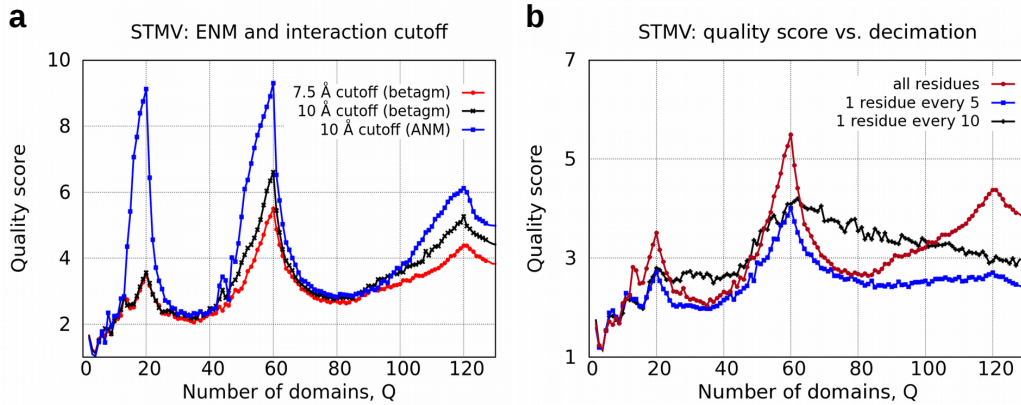 a
STMV: ENM and interaction cutoff
10
8
6
4
2
Quality score
7.5 Å cutoff (betagm)
10 Å cutoff (betagm)
10 Å cutoff (ANM)
0 20 40 60 80 100 120
Number of domains, Q
b
STMV: quality score vs. decimation
7
5
3
1
Quality score
all residues
1 residue every 5
1 residue every 10
0 20 40 60 80 100 120
Number of domains, Q